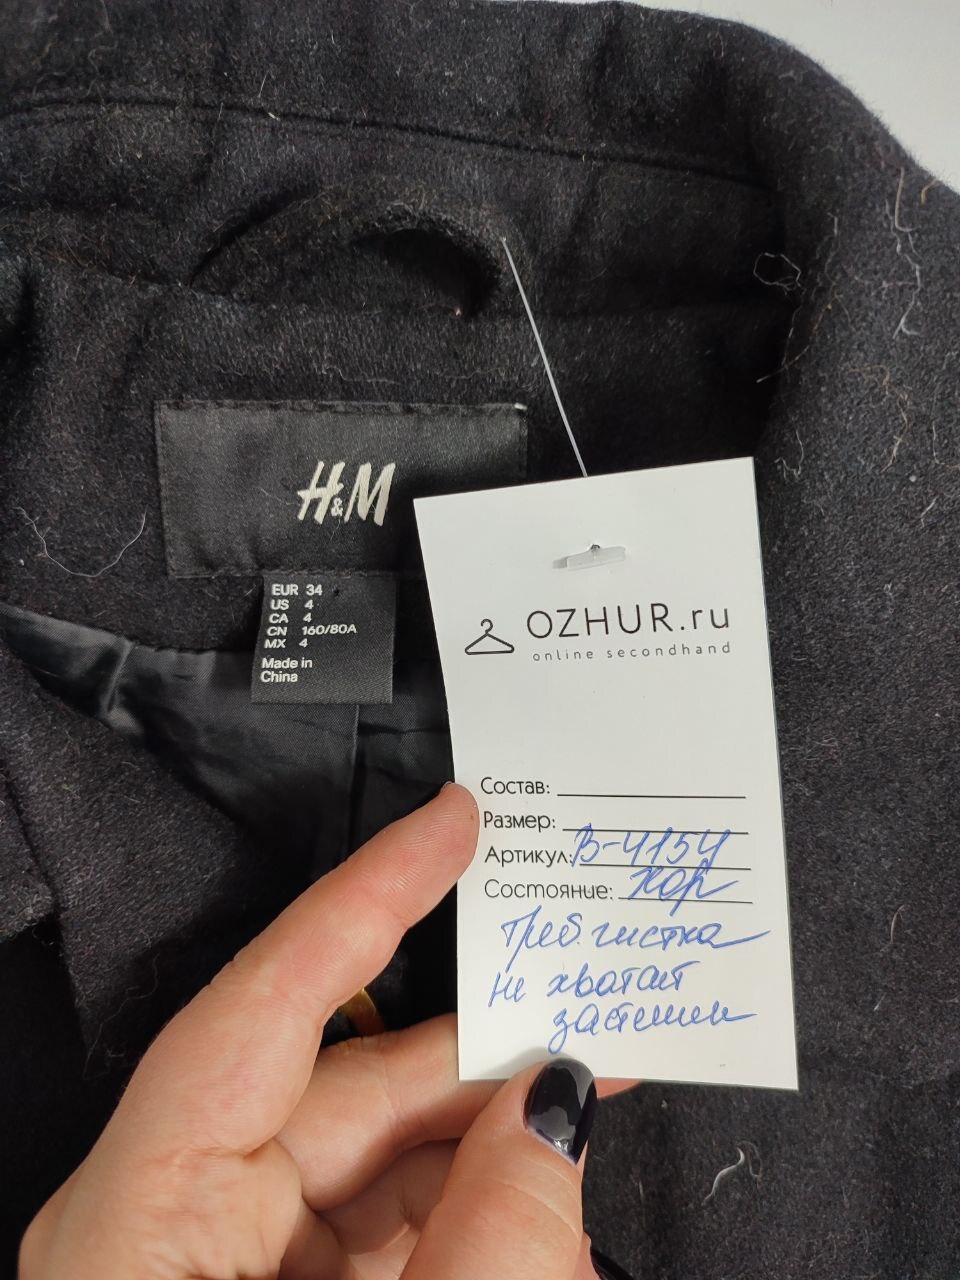 H&M
EUR 34
US 4
CA 4
CN 160/80A
MX 4
Made in
China
OZHUR.ru
online secondhand
Состав:
Размер:
Артикул: В-4154
Состояние: хор
Треб. чистка
не хватает